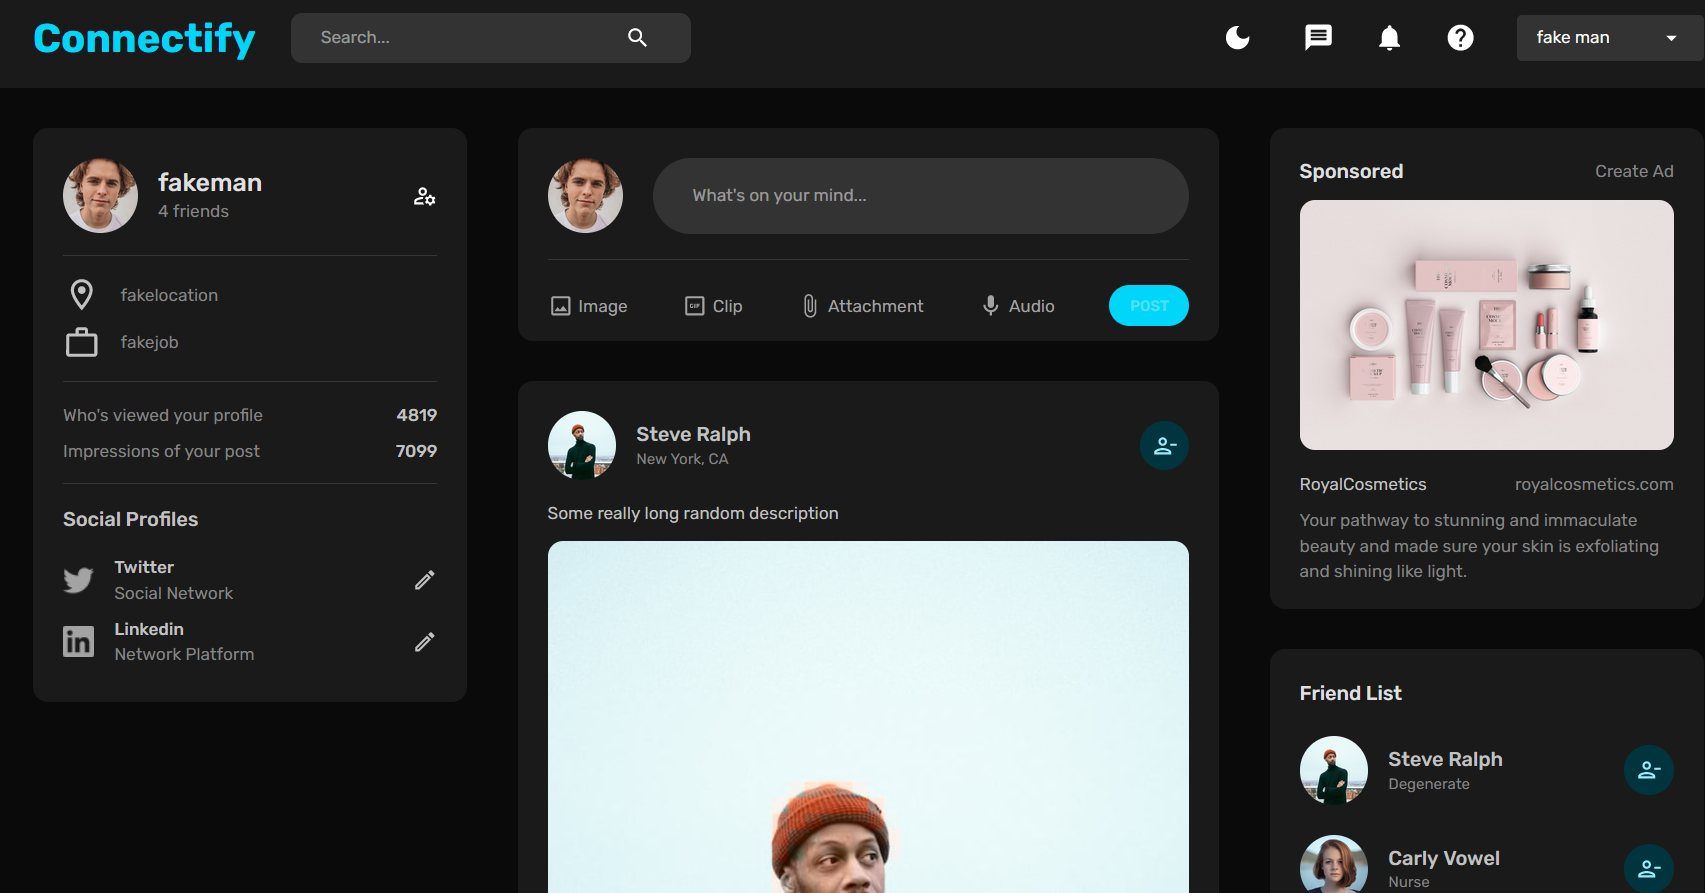 Connectify
Search...
fake man
fakeman
4 friends
fakelocation
fakejob
Who's viewed your profile 4819
Impressions of your post 7099
Social Profiles
Twitter
Social Network
Linkedin
Network Platform
What's on your mind...
Image
GIF Clip
Attachment
Audio
POST
Steve Ralph
New York, CA
Some really long random description
Sponsored Create Ad
RoyalCosmetics royalcosmetics.com
Your pathway to stunning and immaculate
beauty and made sure your skin is exfoliating
and shining like light.
Friend List
Steve Ralph
Degenerate
Carly Vowel
Nurse